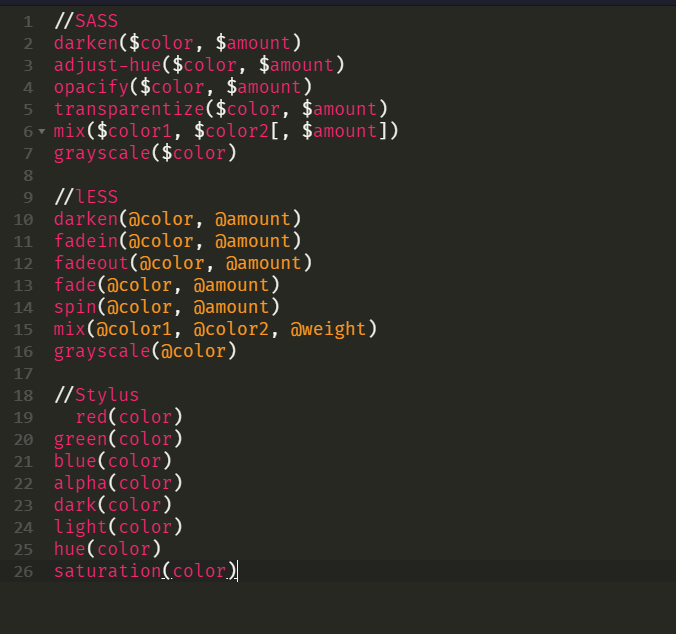 1 //SASS
2 darken($color, $amount)
3 adjust-hue($color, $amount)
4 opacify($color, $amount)
5 transparentize($color, $amount)
6 mix($color1, $color2[, $amount])
7 grayscale($color)
8
9 //lESS
10 darken(@color, @amount)
11 fadein(@color, @amount)
12 fadeout(@color, @amount)
13 fade(@color, @amount)
14 spin(@color, @amount)
15 mix(@color1, @color2, @weight)
16 grayscale(@color)
17
18 //Stylus
19   red(color)
20 green(color)
21 blue(color)
22 alpha(color)
23 dark(color)
24 light(color)
25 hue(color)
26 saturation(color)